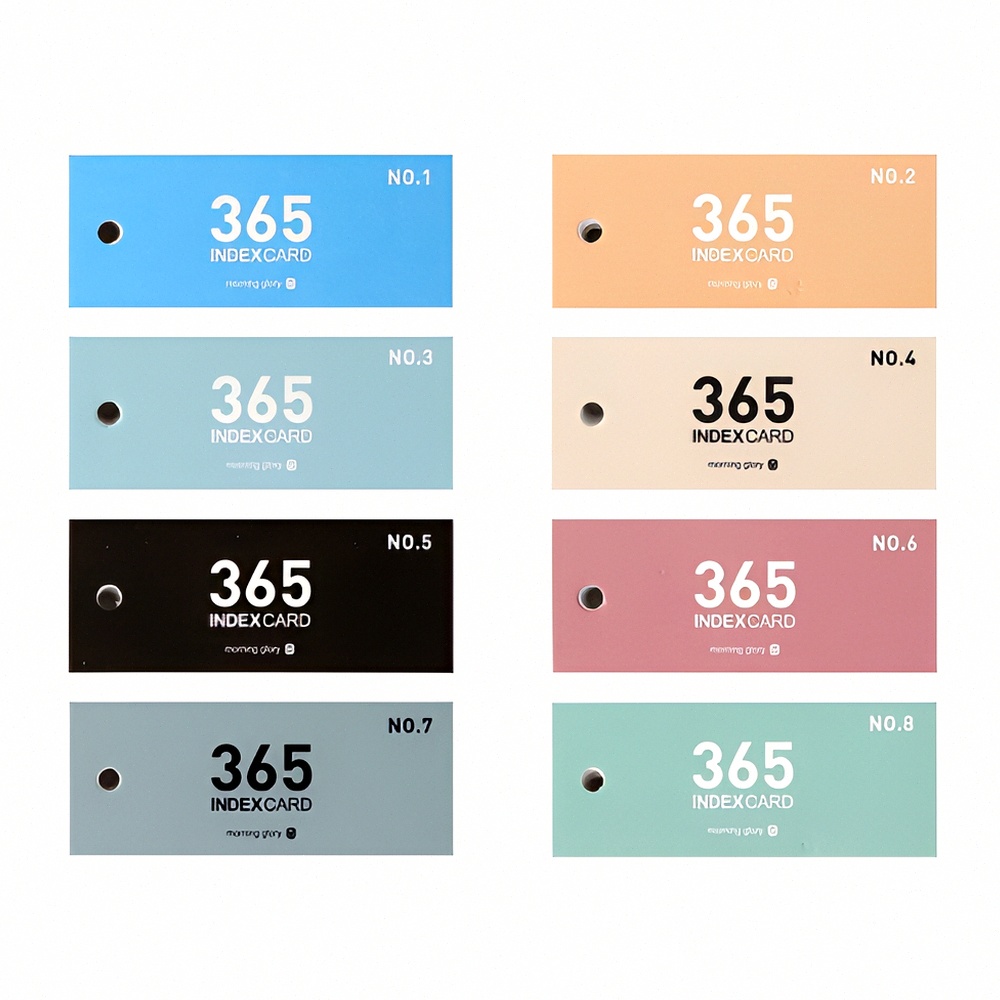 NO.1
365
INDEXCARD
morning glory
NO.2
365
INDEXCARD
morning glory
NO.3
365
INDEXCARD
morning glory
NO.4
365
INDEXCARD
morning glory
NO.5
365
INDEXCARD
morning glory
NO.6
365
INDEXCARD
morning glory
NO.7
365
INDEXCARD
morning glory
NO.8
365
INDEXCARD
morning glory